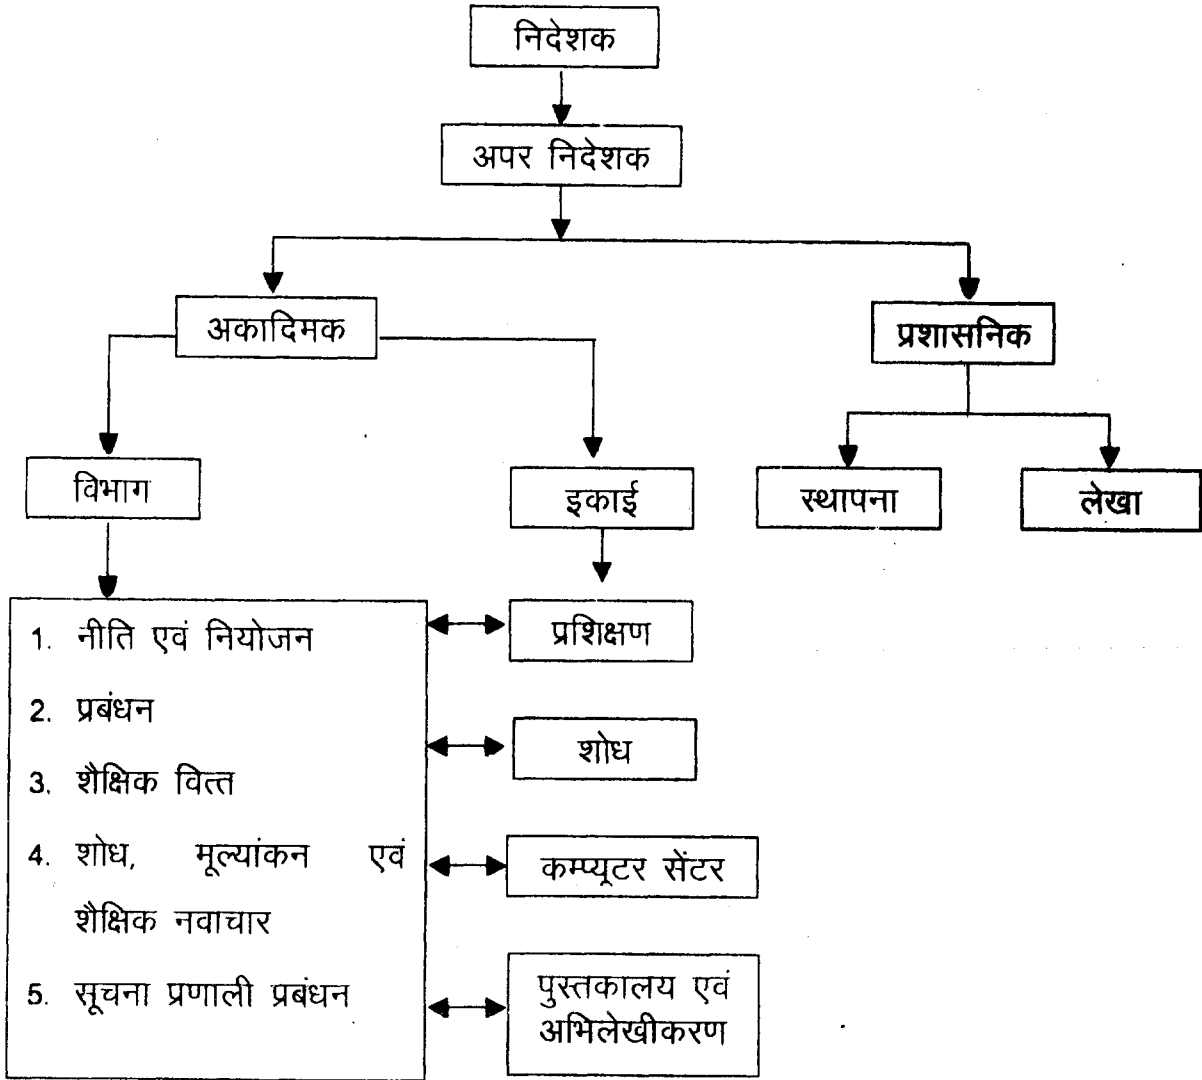 निदेशक
अपर निदेशक
अकादिमक
प्रशासनिक
विभाग
इकाई
स्थापना
लेखा
1. नीति एवं नियोजन
2. प्रबंधन
3. शैक्षिक वित्त
4. शोध, मूल्यांकन एवं
शैक्षिक नवाचार
5. सूचना प्रणाली प्रबंधन
प्रशिक्षण
शोध
कम्प्यूटर सेंटर
पुस्तकालय एवं
अभिलेखीकरण